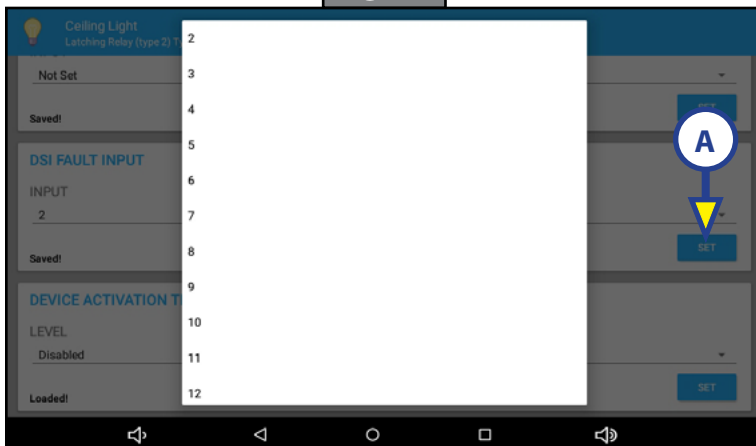 Ceiling Light
Latching Relay (type 2) Ty
2
3
4
5
6
7
8
9
10
11
12
Not Set
SET
Saved!
DSI FAULT INPUT
INPUT
2
SET
Saved!
DEVICE ACTIVATION T
LEVEL
Disabled
SET
Loaded!
A